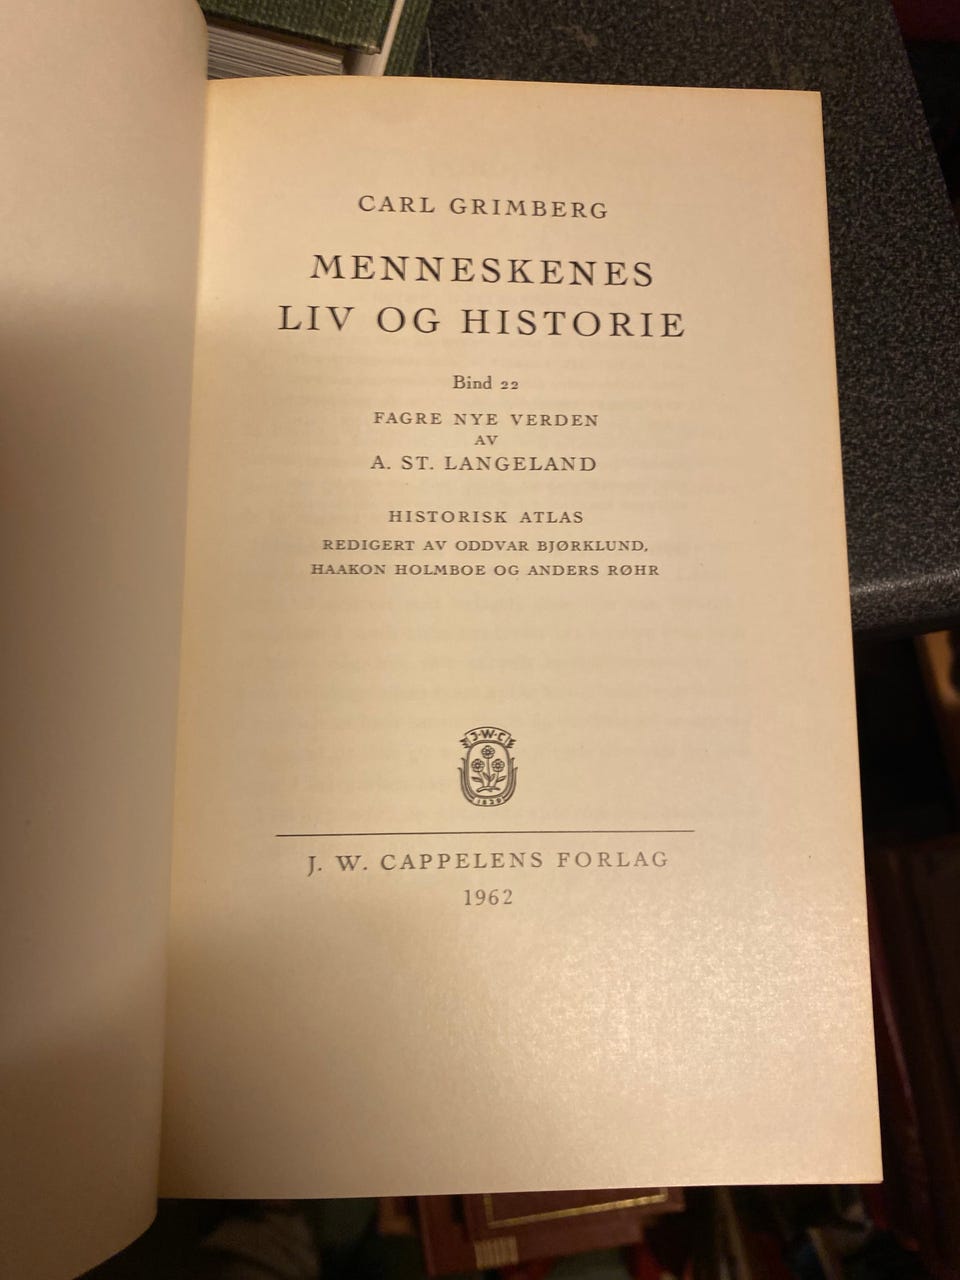 CARL GRIMBERG
MENNESKENES
LIV OG HISTORIE
Bind 22
FAGRE NYE VERDEN
AV
A. ST. LANGELAND
HISTORISK ATLAS
REDIGERT AV ODDVAR BJØRKLUND,
HAAKON HOLMBOE OG ANDERS RØHR
J·W·C
1829
J. W. CAPPELENS FORLAG
1962